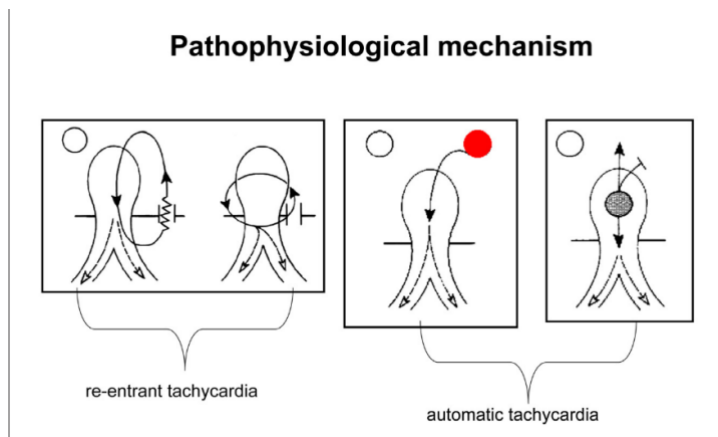 Pathophysiological mechanism
re-entrant tachycardia
automatic tachycardia